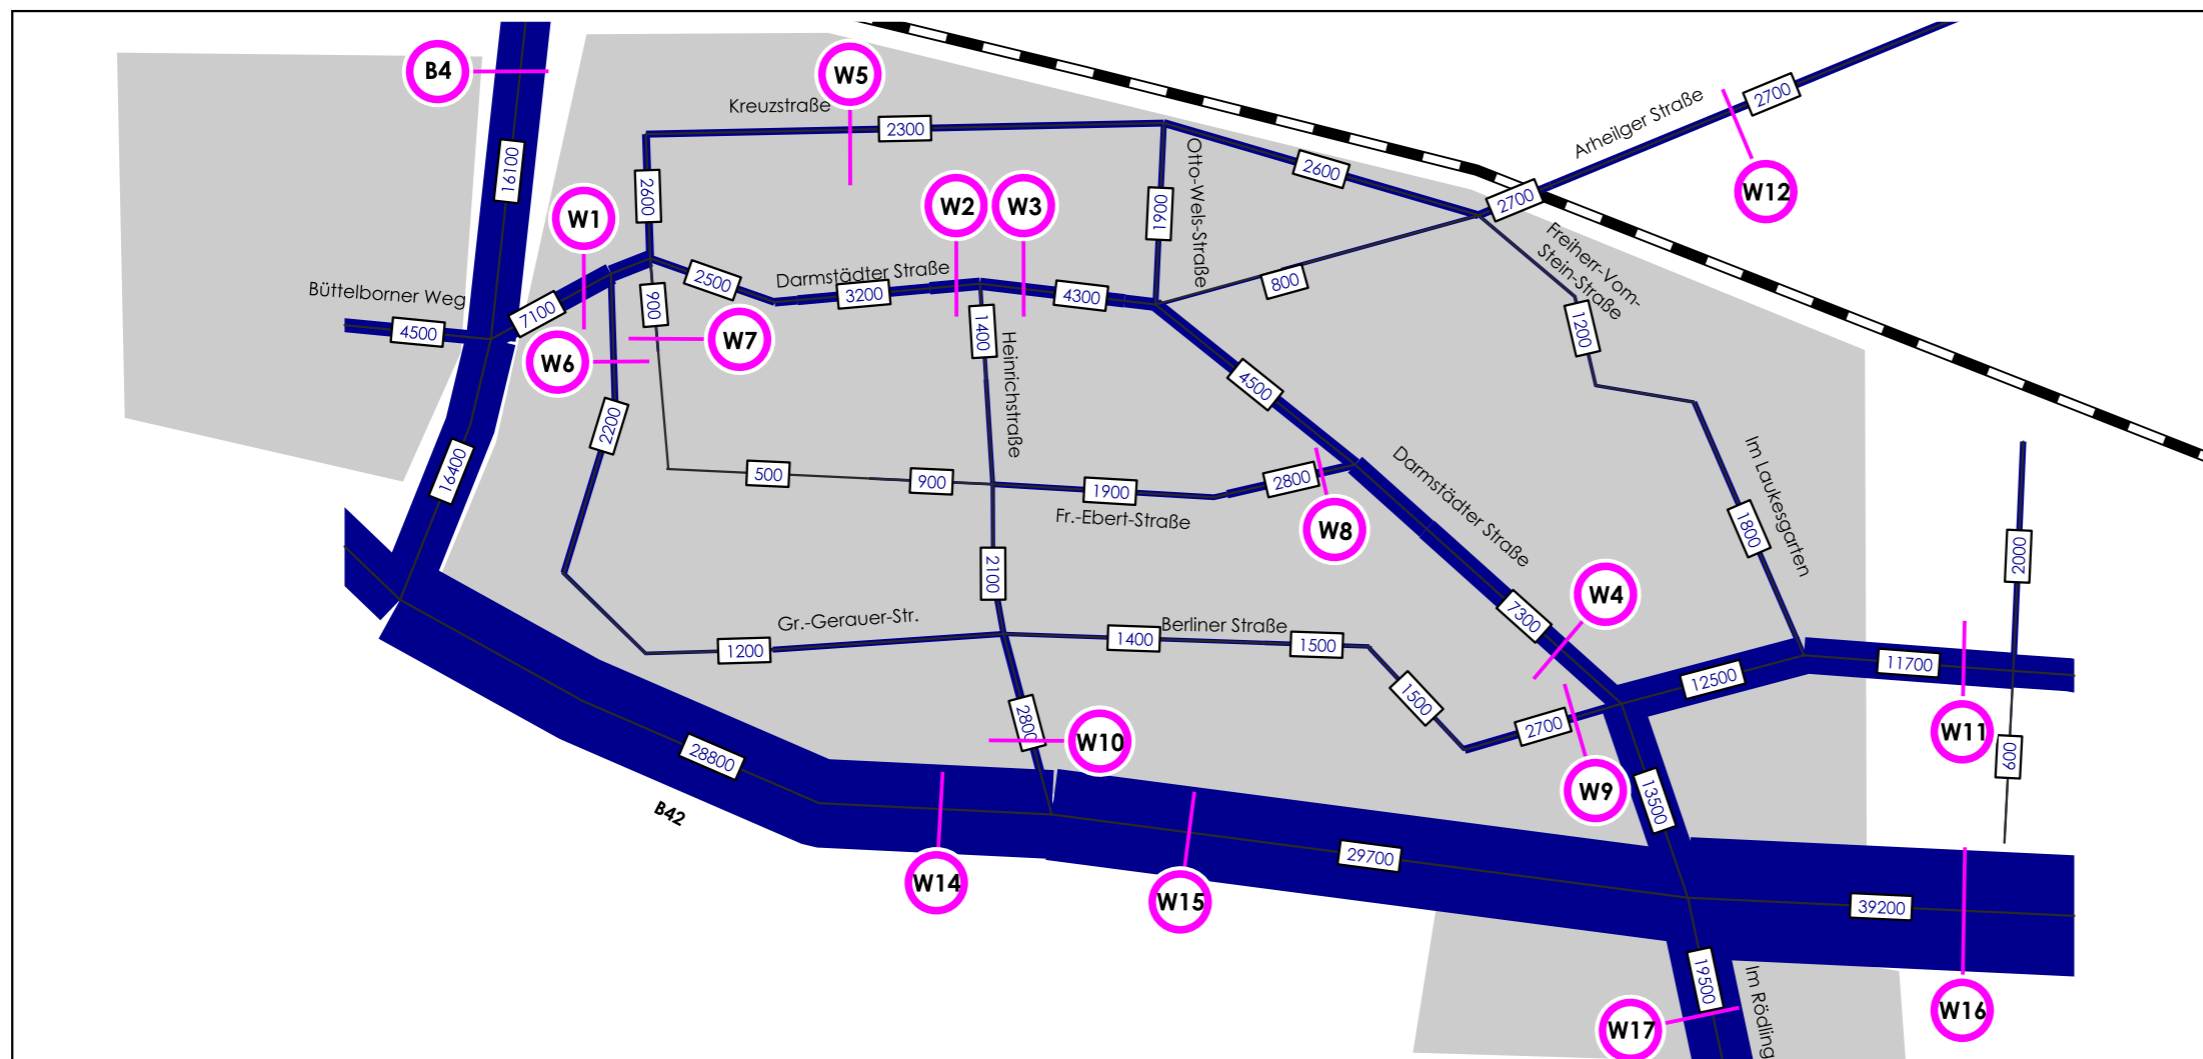 B4
W5
Kreuzstraße
2300
Arheilger Straße
2700
W12
16100
2600
W1
W2
W3
1900
Otto-Wels-Straße
2600
2700
Freiherr-Vom-
Stein-Straße
Büttelborner Weg
4500
7100
2500
Darmstädter Straße
3200
4300
800
900
W7
W6
1400
Heinrichstraße
1200
2200
4500
16400
500
900
1900
Fr.-Ebert-Straße
2800
W8
Darmstädter Straße
Im Laukesgarten
1800
2000
2100
W4
7300
Gr.-Gerauer-Str.
1200
1400
Berliner Straße
1500
1500
2700
12500
11700
W11
2800
W10
W9
13500
600
28800
B42
W14
W15
29700
39200
W16
19500
Im Rödling
W17